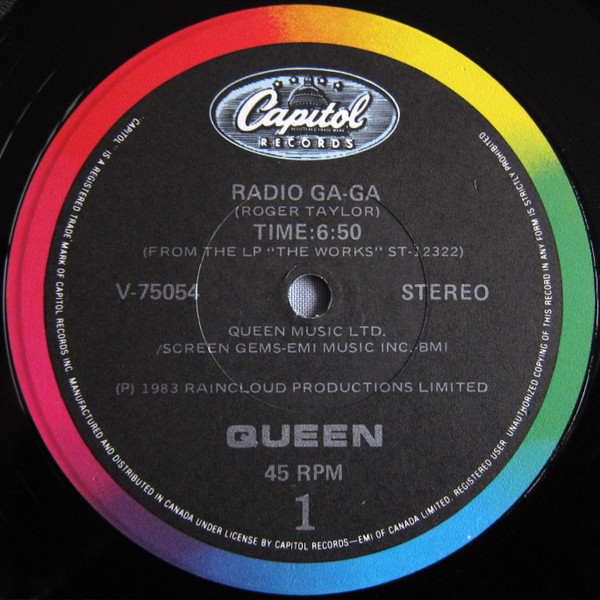 Capitol
REGISTERED TRADE MARK
RECORDS
RADIO GA-GA
(ROGER TAYLOR)
TIME:6:50
(FROM THE LP "THE WORKS" ST-12322)
V-75054
STEREO
QUEEN MUSIC LTD.
/SCREEN GEMS-EMI MUSIC INC.-BMI
(P) 1983 RAINCLOUD PRODUCTIONS LIMITED
QUEEN
45 RPM
1
"CAPITOL" IS A REGISTERED TRADE MARK OF CAPITOL RECORDS INC. MANUFACTURED AND DISTRIBUTED IN CANADA UNDER LICENSE BY CAPITOL RECORDS—EMI OF CANADA LIMITED. REGISTERED USER. UNAUTHORIZED COPYING OF THIS RECORD IN ANY FORM IS STRICTLY PROHIBITED